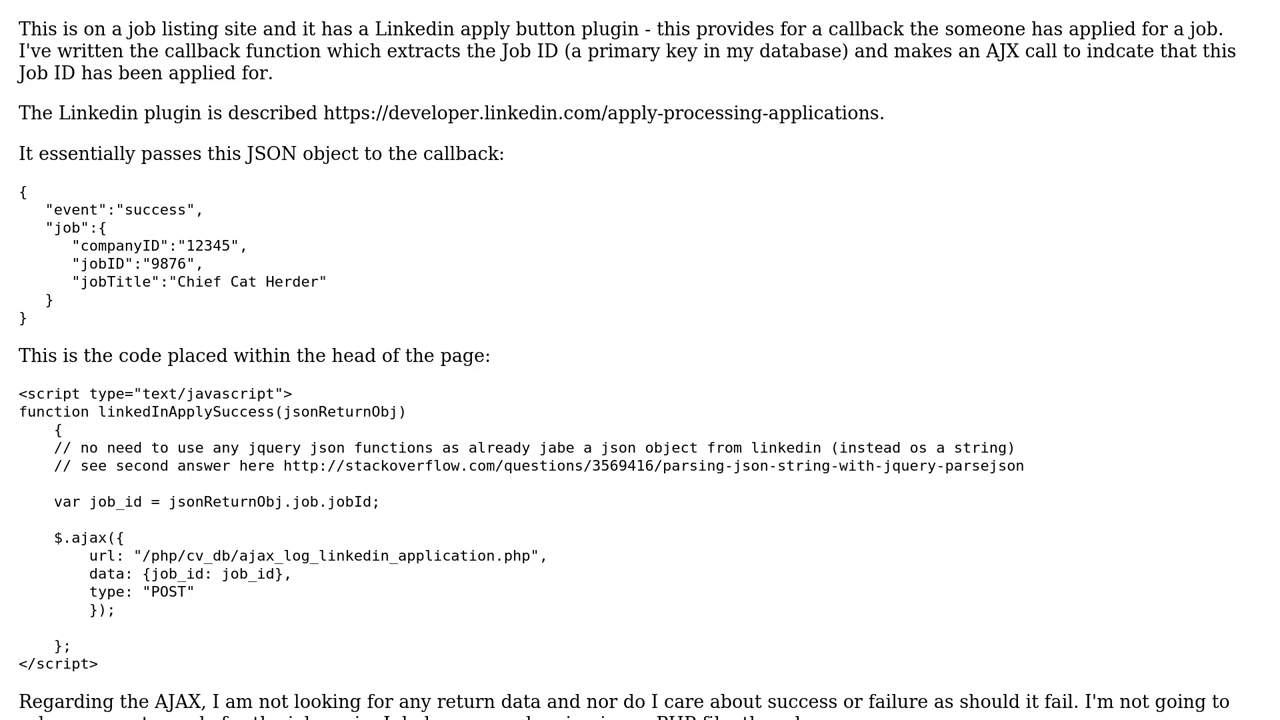 This is on a job listing site and it has a Linkedin apply button plugin - this provides for a callback the someone has applied for a job.
I've written the callback function which extracts the Job ID (a primary key in my database) and makes an AJX call to indcate that this
Job ID has been applied for.
The Linkedin plugin is described https://developer.linkedin.com/apply-processing-applications.
It essentially passes this JSON object to the callback:
{
   "event":"success",
   "job":{
      "companyID":"12345",
      "jobID":"9876",
      "jobTitle":"Chief Cat Herder"
   }
}
This is the code placed within the head of the page:
<script type="text/javascript">
function linkedInApplySuccess(jsonReturnObj)
    {
    // no need to use any jquery json functions as already jabe a json object from linkedin (instead os a string)
    // see second answer here http://stackoverflow.com/questions/3569416/parsing-json-string-with-jquery-parsejson
    var job_id = jsonReturnObj.job.jobId;
    $.ajax({
        url: "/php/cv_db/ajax_log_linkedin_application.php",
        data: {job_id: job_id},
        type: "POST"
        });
    };
</script>
Regarding the AJAX, I am not looking for any return data and nor do I care about success or failure as should it fail. I'm not going to